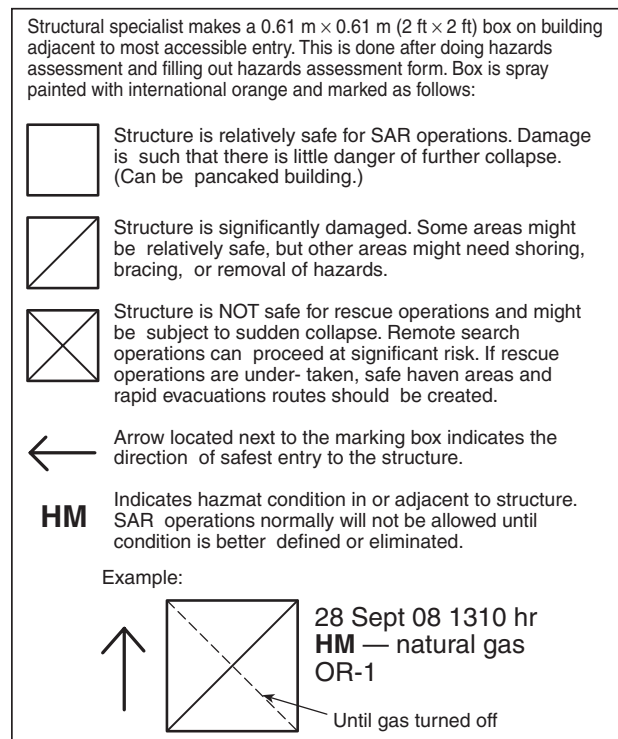 Structural specialist makes a 0.61 m × 0.61 m (2 ft × 2 ft) box on building
adjacent to most accessible entry. This is done after doing hazards
assessment and filling out hazards assessment form. Box is spray
painted with international orange and marked as follows:
Structure is relatively safe for SAR operations. Damage
is such that there is little danger of further collapse.
(Can be pancaked building.)
Structure is significantly damaged. Some areas might
be relatively safe, but other areas might need shoring,
bracing, or removal of hazards.
Structure is NOT safe for rescue operations and might
be subject to sudden collapse. Remote search
operations can proceed at significant risk. If rescue
operations are under- taken, safe haven areas and
rapid evacuations routes should be created.
Arrow located next to the marking box indicates the
direction of safest entry to the structure.
HM
Indicates hazmat condition in or adjacent to structure.
SAR operations normally will not be allowed until
condition is better defined or eliminated.
Example:
28 Sept 08 1310 hr
HM — natural gas
OR-1
Until gas turned off